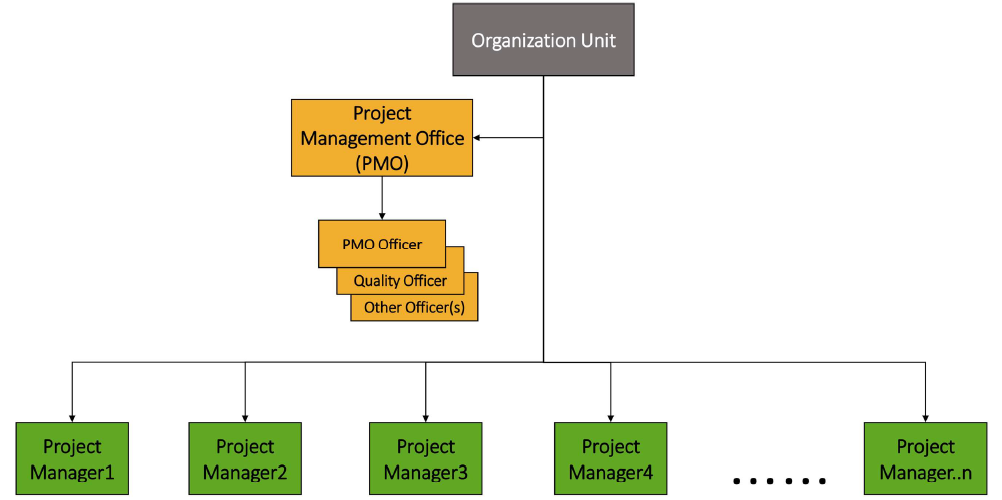 Organization Unit
Project
Management Office
(PMO)
PMO Officer
Quality Officer
Other Officer(s)
Project
Manager1
Project
Manager2
Project
Manager3
Project
Manager4
......
Project
Manager..n